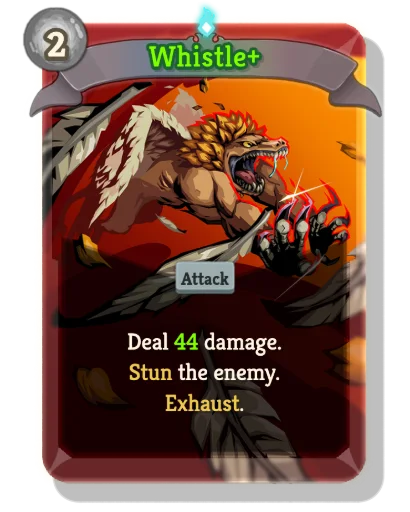 2
Whistle+
Attack
Deal 44 damage.
Stun the enemy.
Exhaust.